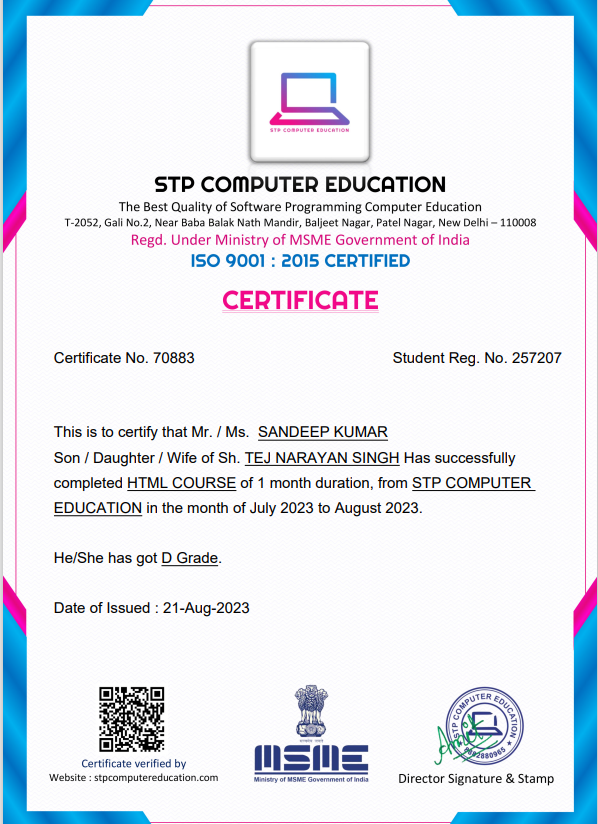 STP COMPUTER EDUCATION
STP COMPUTER EDUCATION
The Best Quality of Software Programming Computer Education
T-2052, Gali No.2, Near Baba Balak Nath Mandir, Baljeet Nagar, Patel Nagar, New Delhi – 110008
Regd. Under Ministry of MSME Government of India
ISO 9001 : 2015 CERTIFIED
CERTIFICATE
Certificate No. 70883
Student Reg. No. 257207
This is to certify that Mr. / Ms. SANDEEP KUMAR
Son / Daughter / Wife of Sh. TEJ NARAYAN SINGH Has successfully
completed HTML COURSE of 1 month duration, from STP COMPUTER
EDUCATION in the month of July 2023 to August 2023.
He/She has got D Grade.
Date of Issued : 21-Aug-2023
Certificate verified by
Website : stpcomputereducation.com
MSME
Ministry of MSME Government of India
STP COMPUTER EDUCATION
Director Signature & Stamp